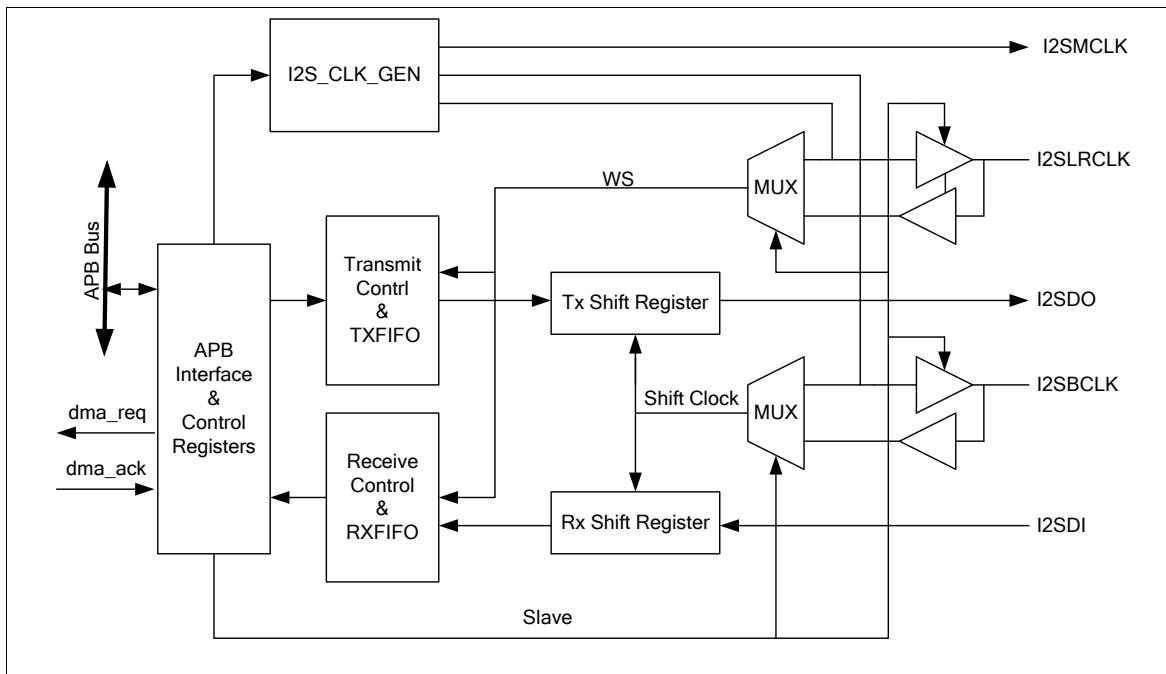 I2S_CLK_GEN
I2SMCLK
I2SLRCLK
MUX
WS
APB Bus
Transmit
Contrl
&
TXFIFO
Tx Shift Register
I2SDO
APB
Interface
&
Control
Registers
dma_req
dma_ack
Shift Clock
MUX
I2SBCLK
Receive
Control
&
RXFIFO
Rx Shift Register
I2SDI
Slave